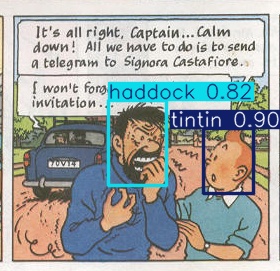 It's all right, Captain... Calm
down! All we have to do is to send
a telegram to Signora Castafiore.
I won't forg
invitation...
haddock 0.82
tintin 0.90
70V14